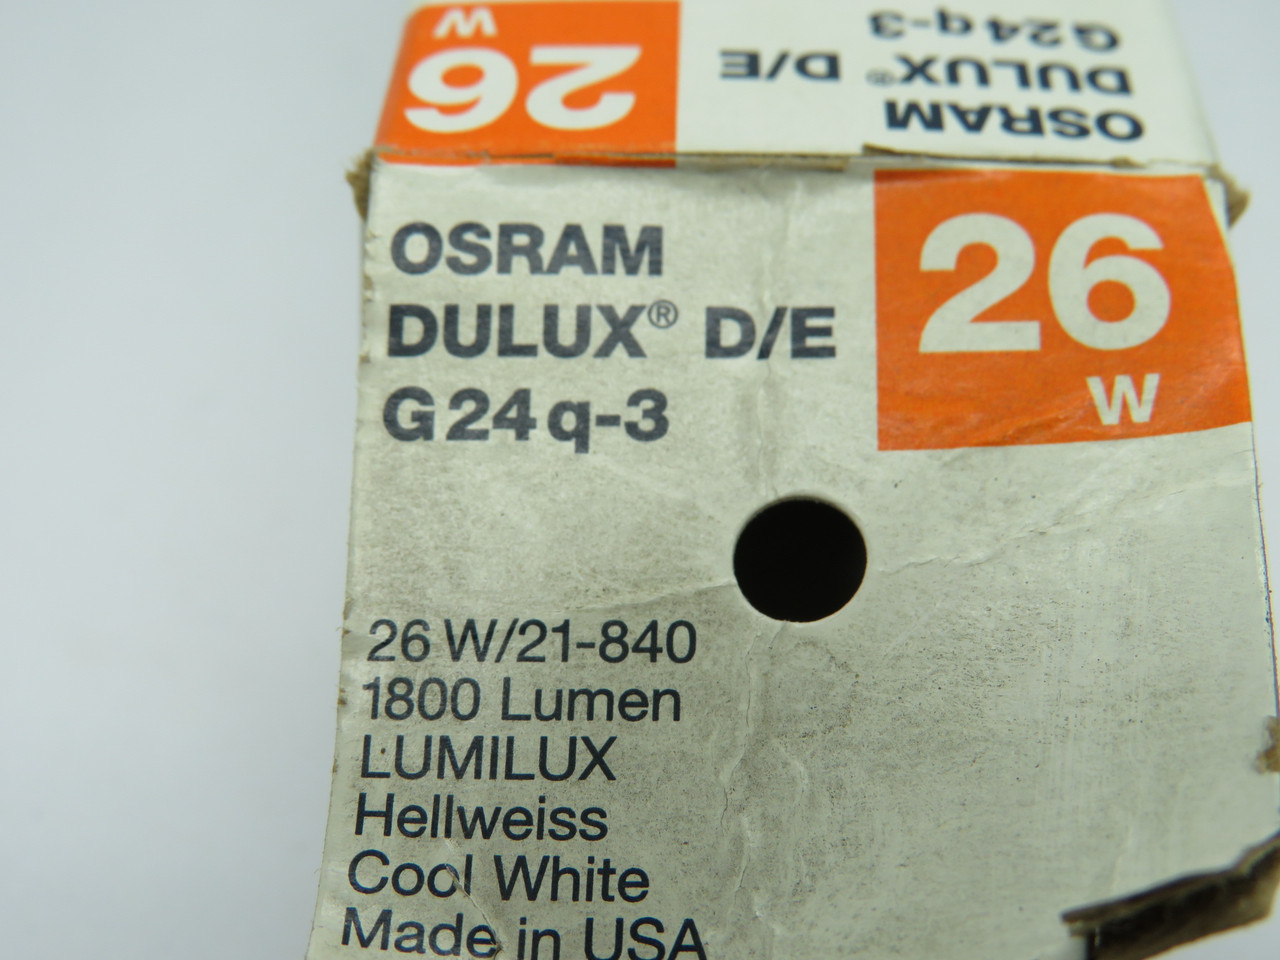 26
W
OSRAM
DULUX® D/E
G24q-3
OSRAM
DULUX® D/E
G24q-3
26
W
26 W/21-840
1800 Lumen
LUMILUX
Hellweiss
Cool White
Made in USA